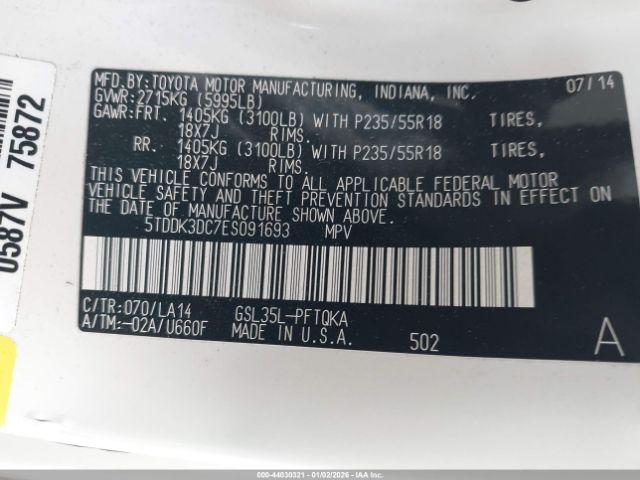 MFD. BY: TOYOTA MOTOR MANUFACTURING, INDIANA, INC. 07/14
GVWR: 2715KG (5995LB)
GAWR: FRT. 1405KG (3100LB) WITH P235/55R18 TIRES,
18X7J RIMS.
RR. 1405KG (3100LB) WITH P235/55R18 TIRES,
18X7J RIMS.
THIS VEHICLE CONFORMS TO ALL APPLICABLE FEDERAL MOTOR
VEHICLE SAFETY AND THEFT PREVENTION STANDARDS IN EFFECT ON
THE DATE OF MANUFACTURE SHOWN ABOVE.
5TDDK3DC7ES091693 MPV
C/TR: 070/LA14 GSL35L-PFTQKA
A/TM: -02A/U660F MADE IN U.S.A. 502 A
0587V 75872
000-44030321 - 01/02/2026 - IAA Inc.